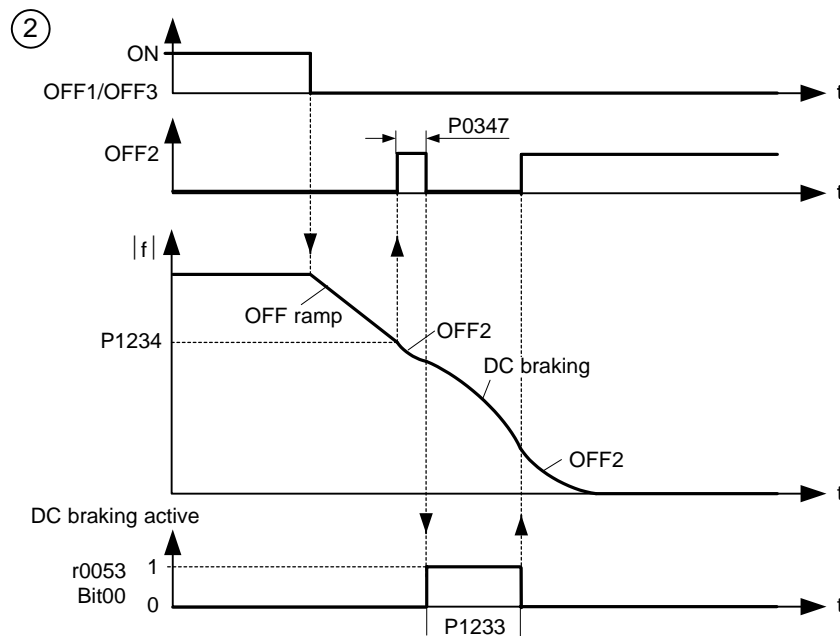 2
ON
OFF1/OFF3
t
P0347
OFF2
t
|f|
OFF ramp
P1234
OFF2
DC braking
OFF2
t
DC braking active
r0053
Bit00
1
0
t
P1233